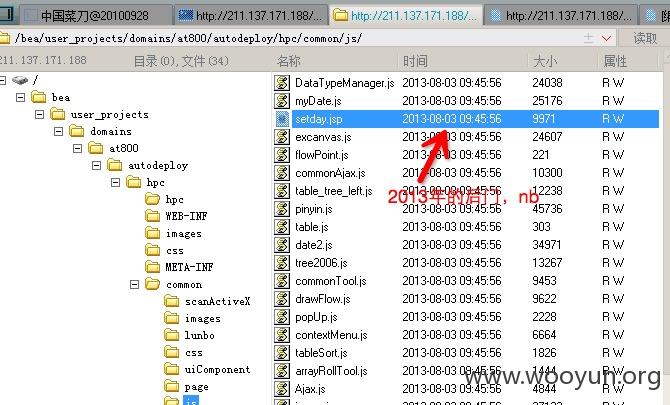 中国菜刀@20100928 http://211.137.171.188/ http://211.137.171.188/... http://211.137.171.188/
/bea/user_projects/domains/at800/autodeploy/hpc/common/js/ 读取
211.137.171.188 目录(0),文件(34) 名称 时间 大小 属性
/
bea
user_projects
domains
at800
autodeploy
hpc
hpc
WEB-INF
images
css
META-INF
common
scanActiveX
images
lunbo
css
uiComponent
page
js
DataTypeManager.js 2013-08-03 09:45:56 24038 R W
myDate.js 2013-08-03 09:45:56 25176 R W
setday.jsp 2013-08-03 09:45:56 9971 R W
excanvas.js 2013-08-03 09:45:56 24607 R W
flowPoint.js 2013-08-03 09:45:56 221 R W
commonAjax.js 2013-08-03 09:45:56 10300 R W
table_tree_left.js 2013-08-03 09:45:56 12238 R W
2013年的后门，nb
pinyin.js 2013-08-03 09:45:56 45736 R W
table.js 2013-08-03 09:45:56 303 R W
date2.js 2013-08-03 09:45:56 34971 R W
tree2006.js 2013-08-03 09:45:56 13267 R W
commonTool.js 2013-08-03 09:45:56 9453 R W
drawFlow.js 2013-08-03 09:45:56 9622 R W
popUp.js 2013-08-03 09:45:56 2228 R W
contextMenu.js 2013-08-03 09:45:56 6664 R W
tableSort.js 2013-08-03 09:45:56 1826 R W
arrayRollTool.js 2013-08-03 09:45:56 1444 R W
Ajax.js 2013-08-03 09:45:56 4844 R W
www.wooyun.org